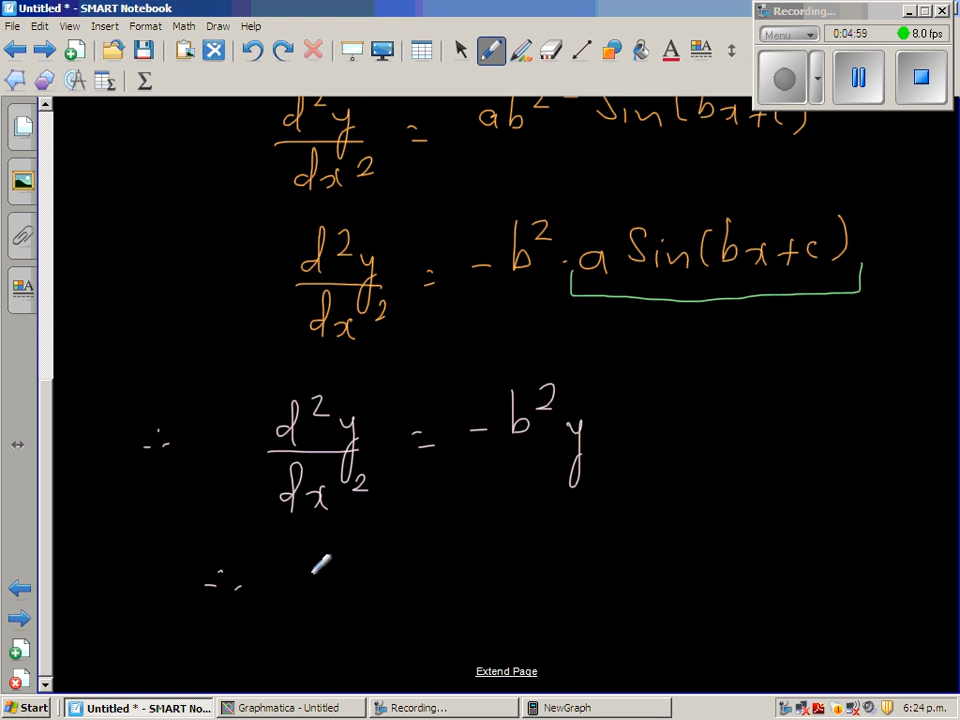 Untitled * - SMART Notebook
Recording...
File Edit View Insert Format Math Draw Help
Menu 0:04:59 8.0 fps
d²y/dx² = ab² - Sin(bx+c)
d²y/dx² = - b² · a Sin(bx+c)
∴ d²y/dx² = - b² y
∴
Extend Page
Start Untitled * - SMART No... Graphmatica - Untitled Recording... NewGraph 6:24 p.m.